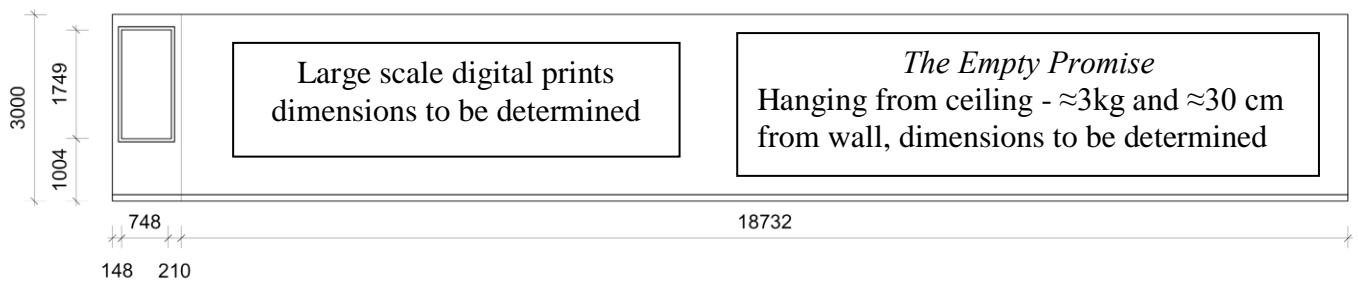 Large scale digital prints
dimensions to be determined
The Empty Promise
Hanging from ceiling - ≈3kg and ≈30 cm
from wall, dimensions to be determined
3000
1749
1004
748
18732
148
210